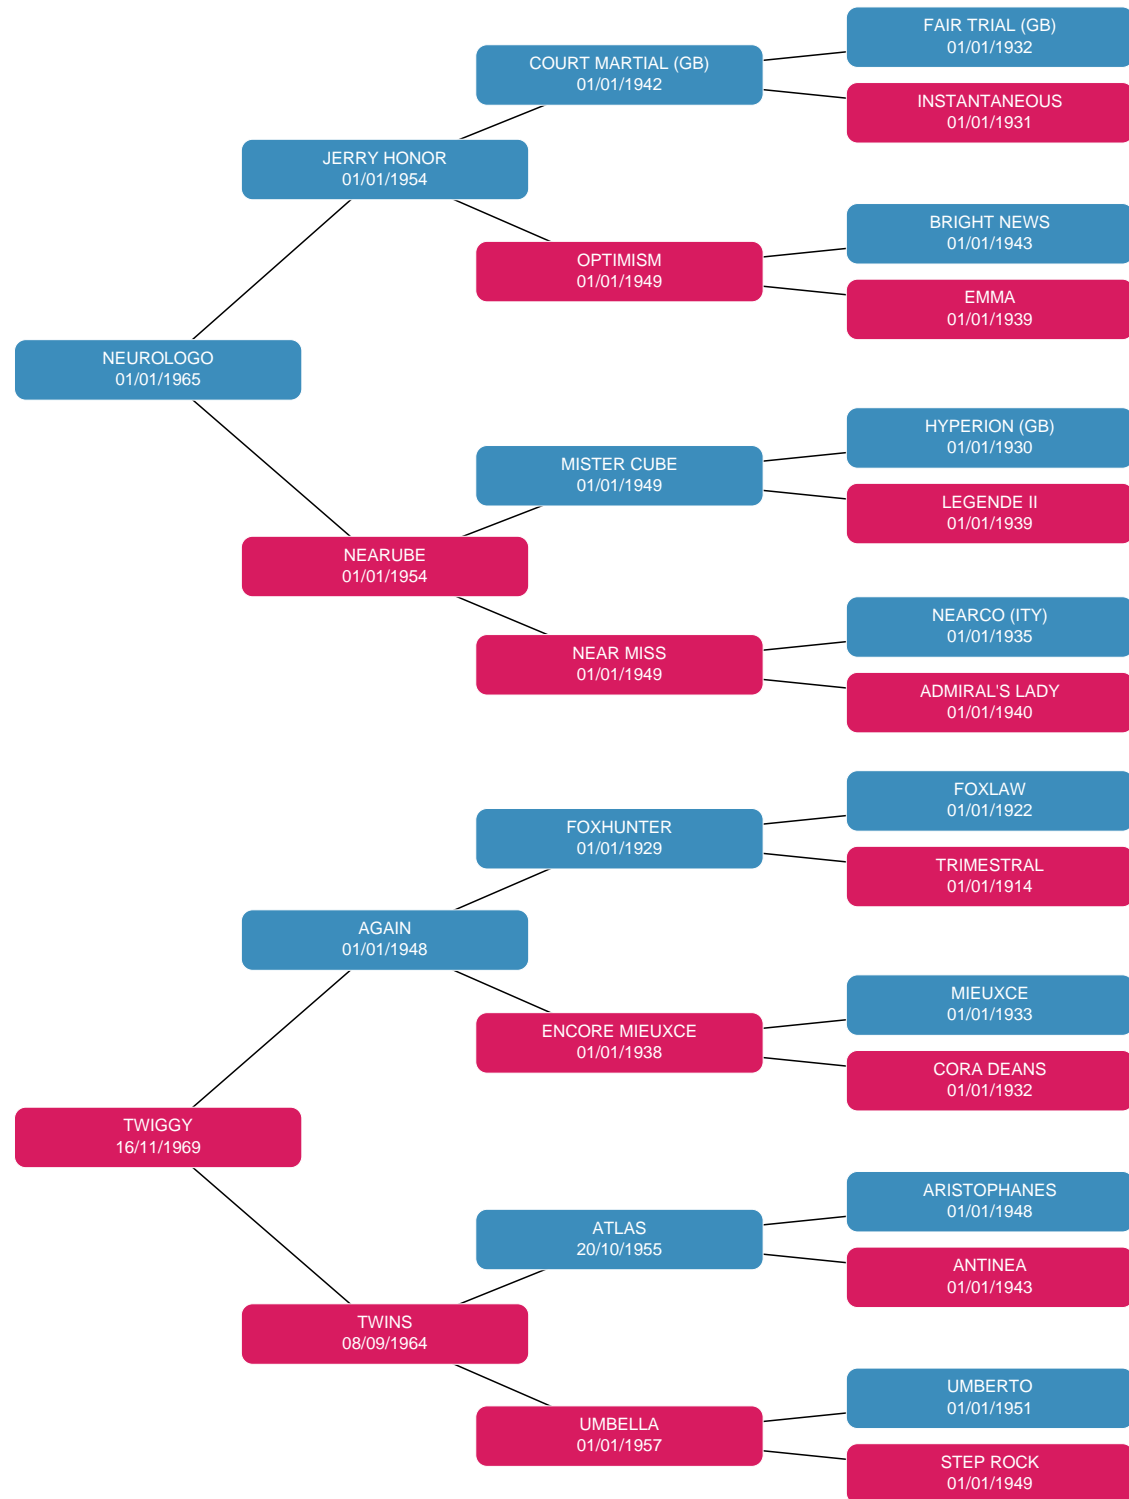 FAIR TRIAL (GB)
01/01/1932
COURT MARTIAL (GB)
01/01/1942
INSTANTANEOUS
01/01/1931
JERRY HONOR
01/01/1954
BRIGHT NEWS
01/01/1943
OPTIMISM
01/01/1949
EMMA
01/01/1939
NEUROLOGO
01/01/1965
HYPERION (GB)
01/01/1930
MISTER CUBE
01/01/1949
LEGENDE II
01/01/1939
NEARUBE
01/01/1954
NEARCO (ITY)
01/01/1935
NEAR MISS
01/01/1949
ADMIRAL'S LADY
01/01/1940
FOXLAW
01/01/1922
FOXHUNTER
01/01/1929
TRIMESTRAL
01/01/1914
AGAIN
01/01/1948
MIEUXCE
01/01/1933
ENCORE MIEUXCE
01/01/1938
CORA DEANS
01/01/1932
TWIGGY
16/11/1969
ARISTOPHANES
01/01/1948
ATLAS
20/10/1955
ANTINEA
01/01/1943
TWINS
08/09/1964
UMBERTO
01/01/1951
UMBELLA
01/01/1957
STEP ROCK
01/01/1949